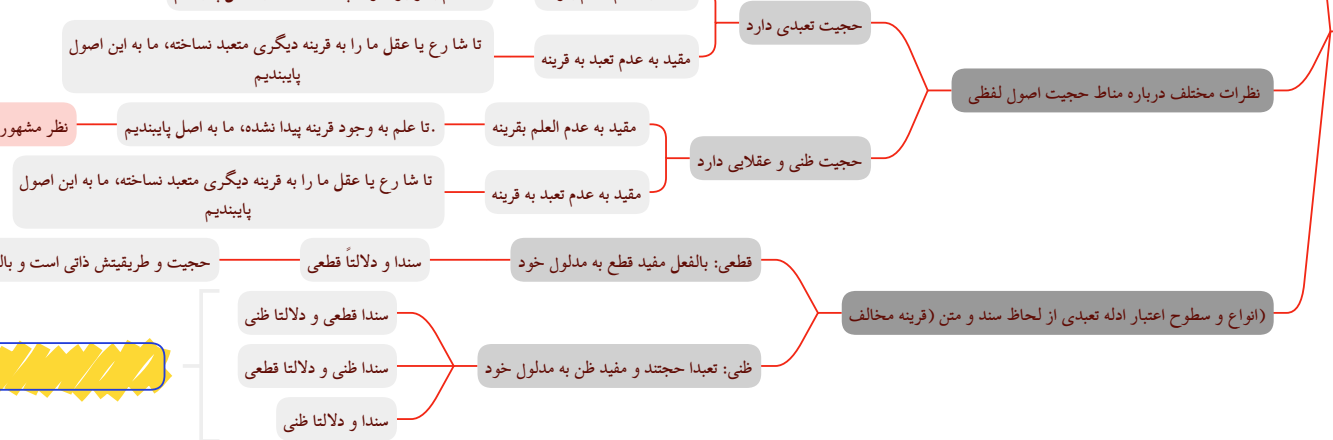 حجیت تعبدی دارد
مقید به عدم تعبد به قرینه
تا شا رع یا عقل ما را به قرینه دیگری متعبد نساخته، ما به این اصول
پایبندیم
نظرات مختلف درباره مناط حجیت اصول لفظی
حجیت ظنی و عقلایی دارد
مقید به عدم العلم بقرینه
.تا علم به وجود قرینه پیدا نشده، ما به اصل پایبندیم
نظر مشهور
مقید به عدم تعبد به قرینه
تا شا رع یا عقل ما را به قرینه دیگری متعبد نساخته، ما به این اصول
پایبندیم
(انواع و سطوح اعتبار ادله تعبدی از لحاظ سند و متن (قرینه مخالف
قطعی: بالفعل مفید قطع به مدلول خود
سندا و دلالتاً قطعی
حجیت و طریقیتش ذاتی است و
ظنی: تعبدا حجتند و مفید ظن به مدلول خود
سندا قطعی و دلالتا ظنی
سندا ظنی و دلالتا قطعی
سندا و دلالتا ظنی